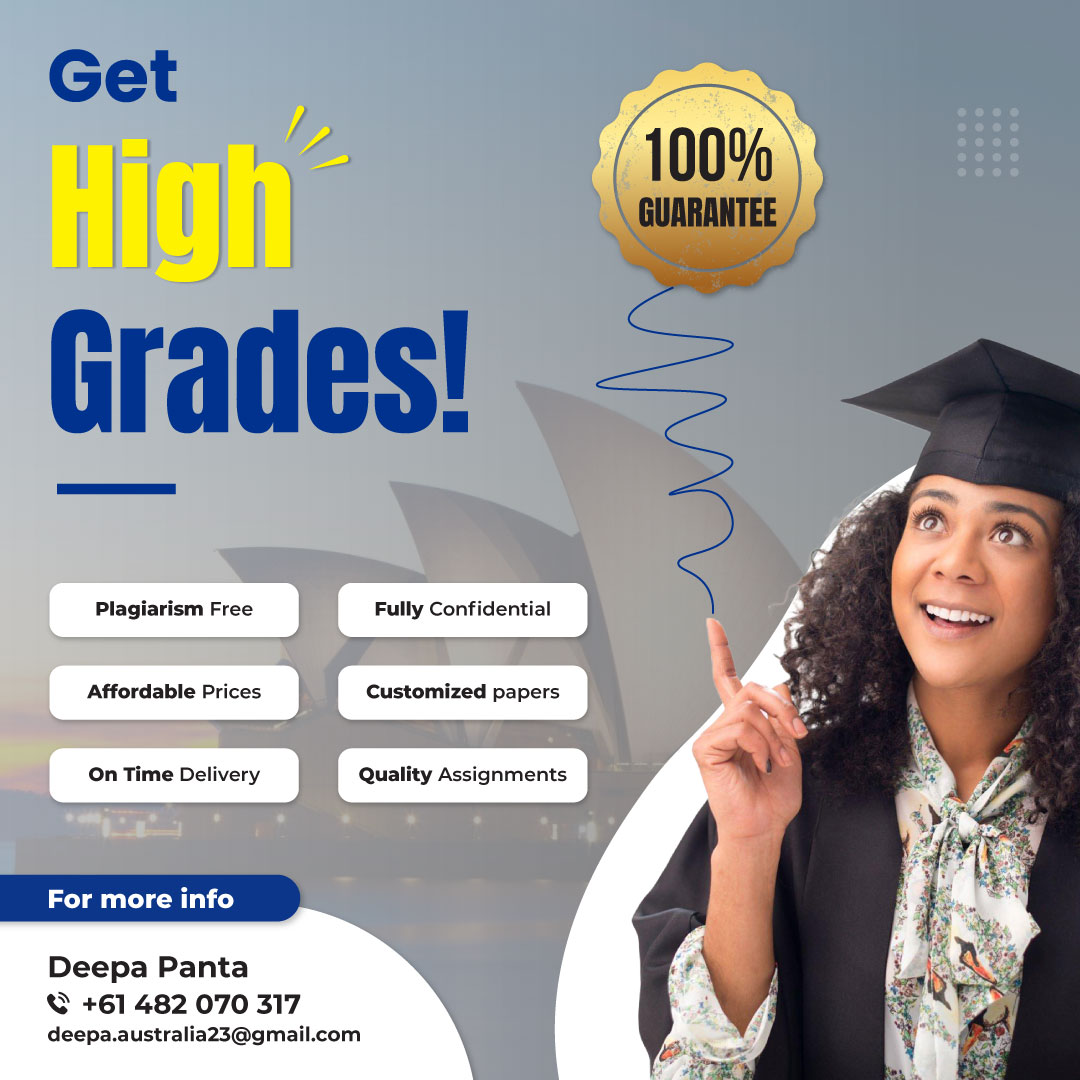 Get
High
Grades!
100%
GUARANTEE
Plagiarism Free
Fully Confidential
Affordable Prices
Customized papers
On Time Delivery
Quality Assignments
For more info
Deepa Panta
+61 482 070 317
deepa.australia23@gmail.com